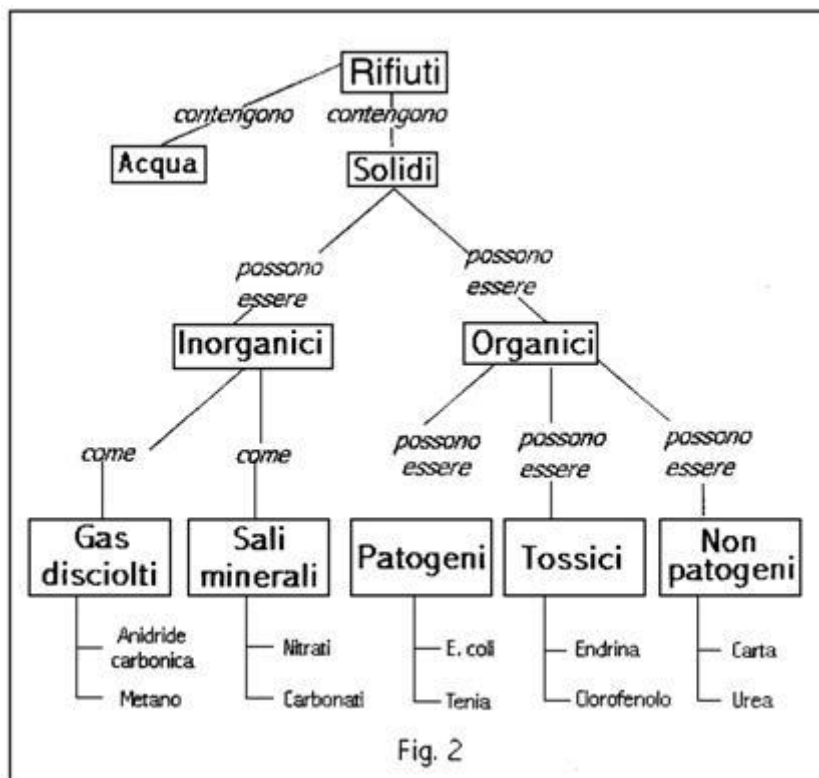 Rifiuti
contengono
contengono
Acqua
Solidi
possono
essere
possono
essere
Inorganici
Organici
come
come
possono
essere
possono
essere
possono
essere
Gas
disciolti
Sali
minerali
Patogeni
Tossici
Non
patogeni
Anidride
carbonica
Metano
Nitrati
Carbonati
E. coli
Tenia
Endrina
Clorofenolo
Carta
Urea
Fig. 2